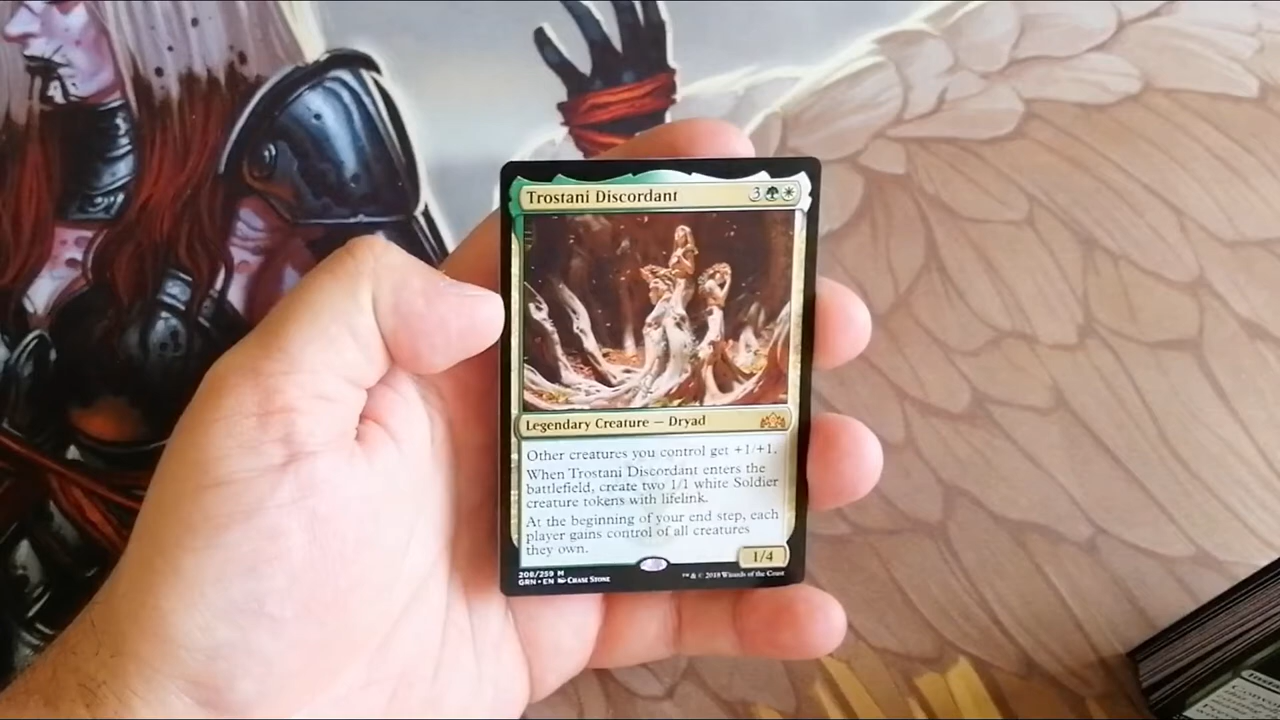 Trostani Discordant 3
Legendary Creature — Dryad
Other creatures you control get +1/+1.
When Trostani Discordant enters the
battlefield, create two 1/1 white Soldier
creature tokens with lifelink.
At the beginning of your end step, each
player gains control of all creatures
they own.
1/4
208/259 M
GRN • EN Chase Stone
™ & © 2018 Wizards of the Coast